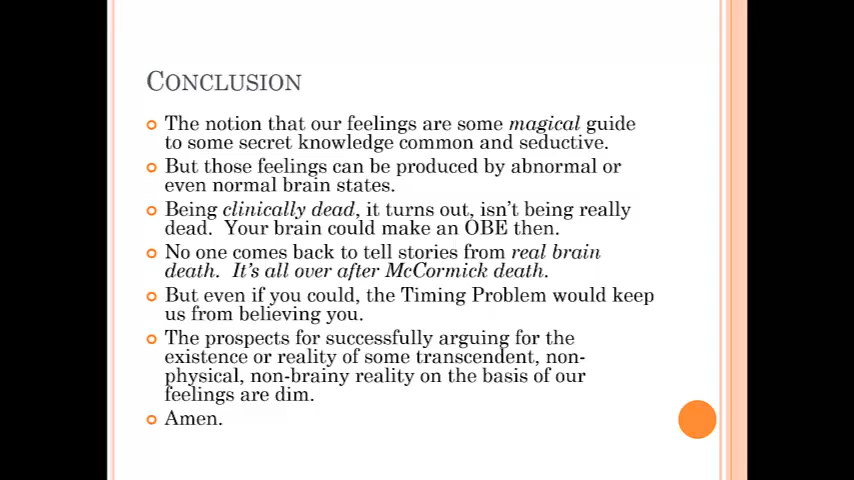 CONCLUSION
The notion that our feelings are some magical guide
to some secret knowledge common and seductive.
But those feelings can be produced by abnormal or
even normal brain states.
Being clinically dead, it turns out, isn't being really
dead.  Your brain could make an OBE then.
No one comes back to tell stories from real brain
death.  It's all over after McCormick death.
But even if you could, the Timing Problem would keep
us from believing you.
The prospects for successfully arguing for the
existence or reality of some transcendent, non-
physical, non-brainy reality on the basis of our
feelings are dim.
Amen.